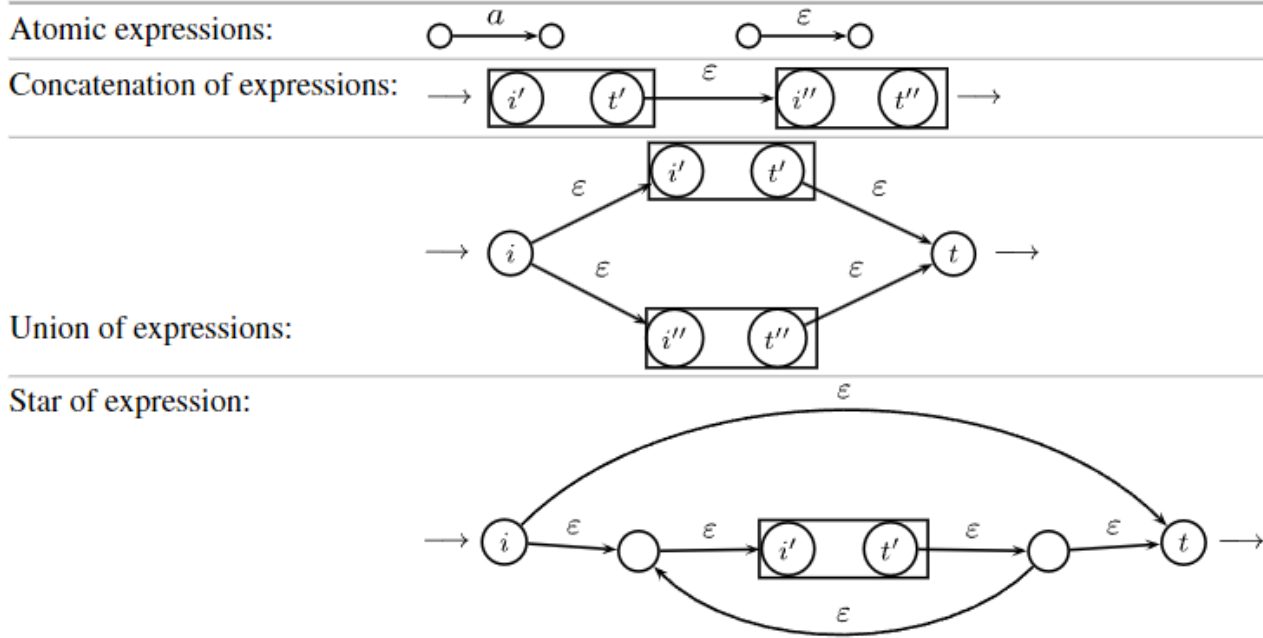 Atomic expressions: a ε
Concatenation of expressions: i′ t′ ε i″ t″
i′ t′
ε ε
i t
ε ε
Union of expressions: i″ t″
Star of expression:
ε
i ε ε i′ t′ ε ε t
ε